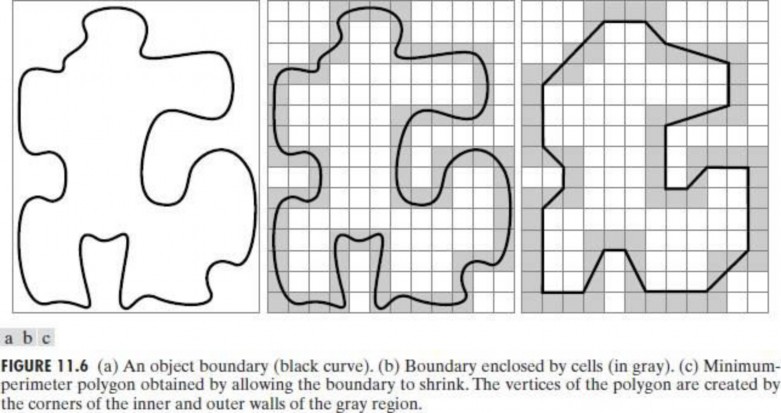 a b c
FIGURE 11.6 (a) An object boundary (black curve). (b) Boundary enclosed by cells (in gray). (c) Minimum-
perimeter polygon obtained by allowing the boundary to shrink. The vertices of the polygon are created by
the corners of the inner and outer walls of the gray region.